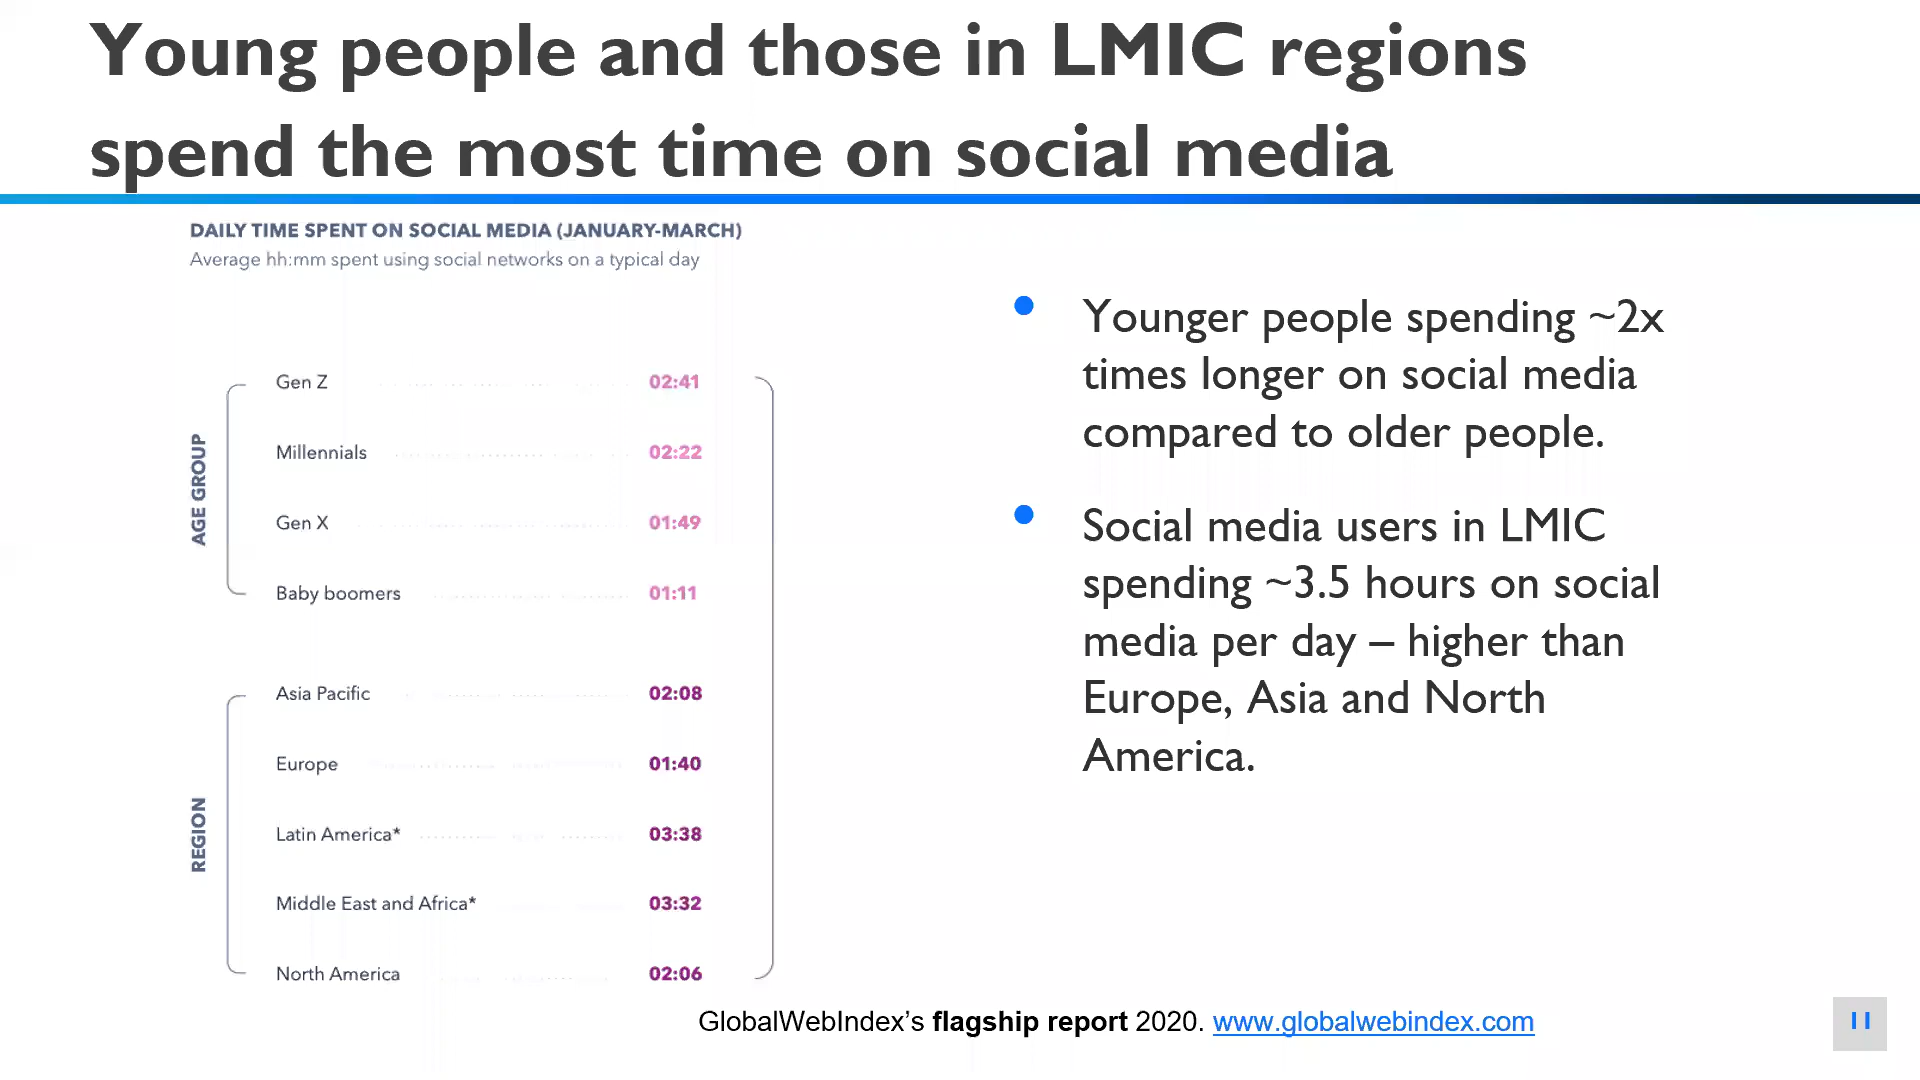 Young people and those in LMIC regions
spend the most time on social media
DAILY TIME SPENT ON SOCIAL MEDIA (JANUARY-MARCH)
Average hh:mm spent using social networks on a typical day
AGE GROUP
Gen Z 02:41
Millennials 02:22
Gen X 01:49
Baby boomers 01:11
REGION
Asia Pacific 02:08
Europe 01:40
Latin America* 03:38
Middle East and Africa* 03:32
North America 02:06
• Younger people spending ~2x
times longer on social media
compared to older people.
• Social media users in LMIC
spending ~3.5 hours on social
media per day – higher than
Europe, Asia and North
America.
GlobalWebIndex’s flagship report 2020. www.globalwebindex.com
11